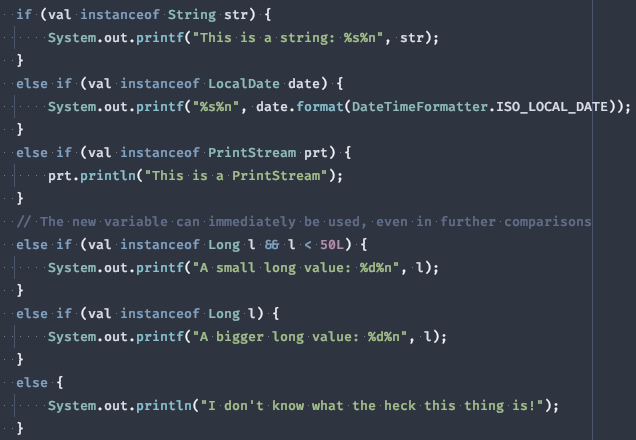 if (val instanceof String str) {
    System.out.printf("This is a string: %s%n", str);
}
else if (val instanceof LocalDate date) {
    System.out.printf("%s%n", date.format(DateTimeFormatter.ISO_LOCAL_DATE));
}
else if (val instanceof PrintStream prt) {
    prt.println("This is a PrintStream");
}
// The new variable can immediately be used, even in further comparisons
else if (val instanceof Long l && l < 50L) {
    System.out.printf("A small long value: %d%n", l);
}
else if (val instanceof Long l) {
    System.out.printf("A bigger long value: %d%n", l);
}
else {
    System.out.println("I don't know what the heck this thing is!");
}